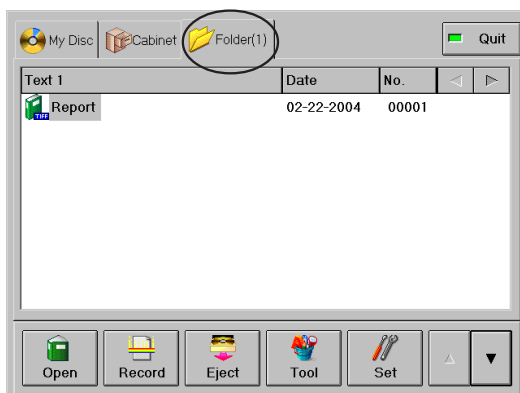 My Disc Cabinet Folder(1) Quit
Text 1 Date No.
TIFF Report 02-22-2004 00001
Open Record Eject Tool Set